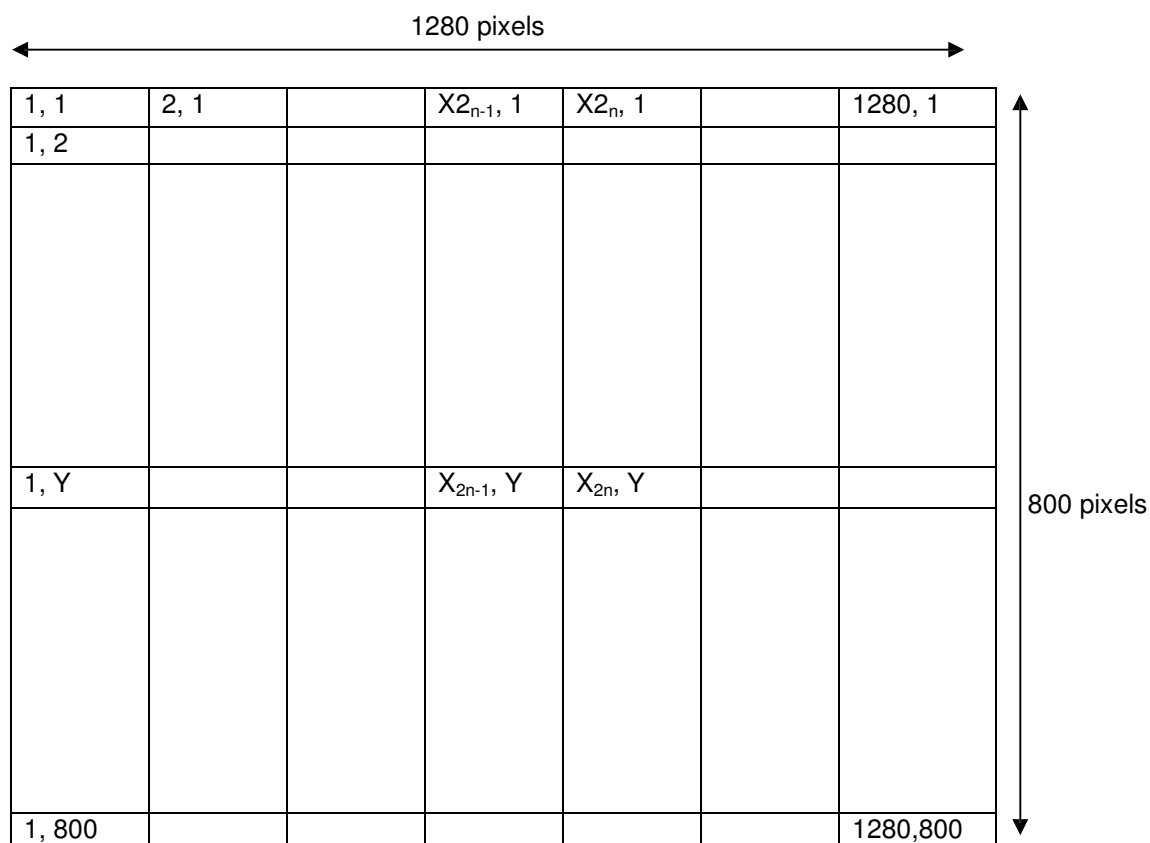 1280 pixels
1, 1 2, 1 X2ₙ₋₁, 1 X2ₙ, 1 1280, 1
1, 2
1, Y X₂ₙ₋₁, Y X₂ₙ, Y
800 pixels
1, 800 1280,800